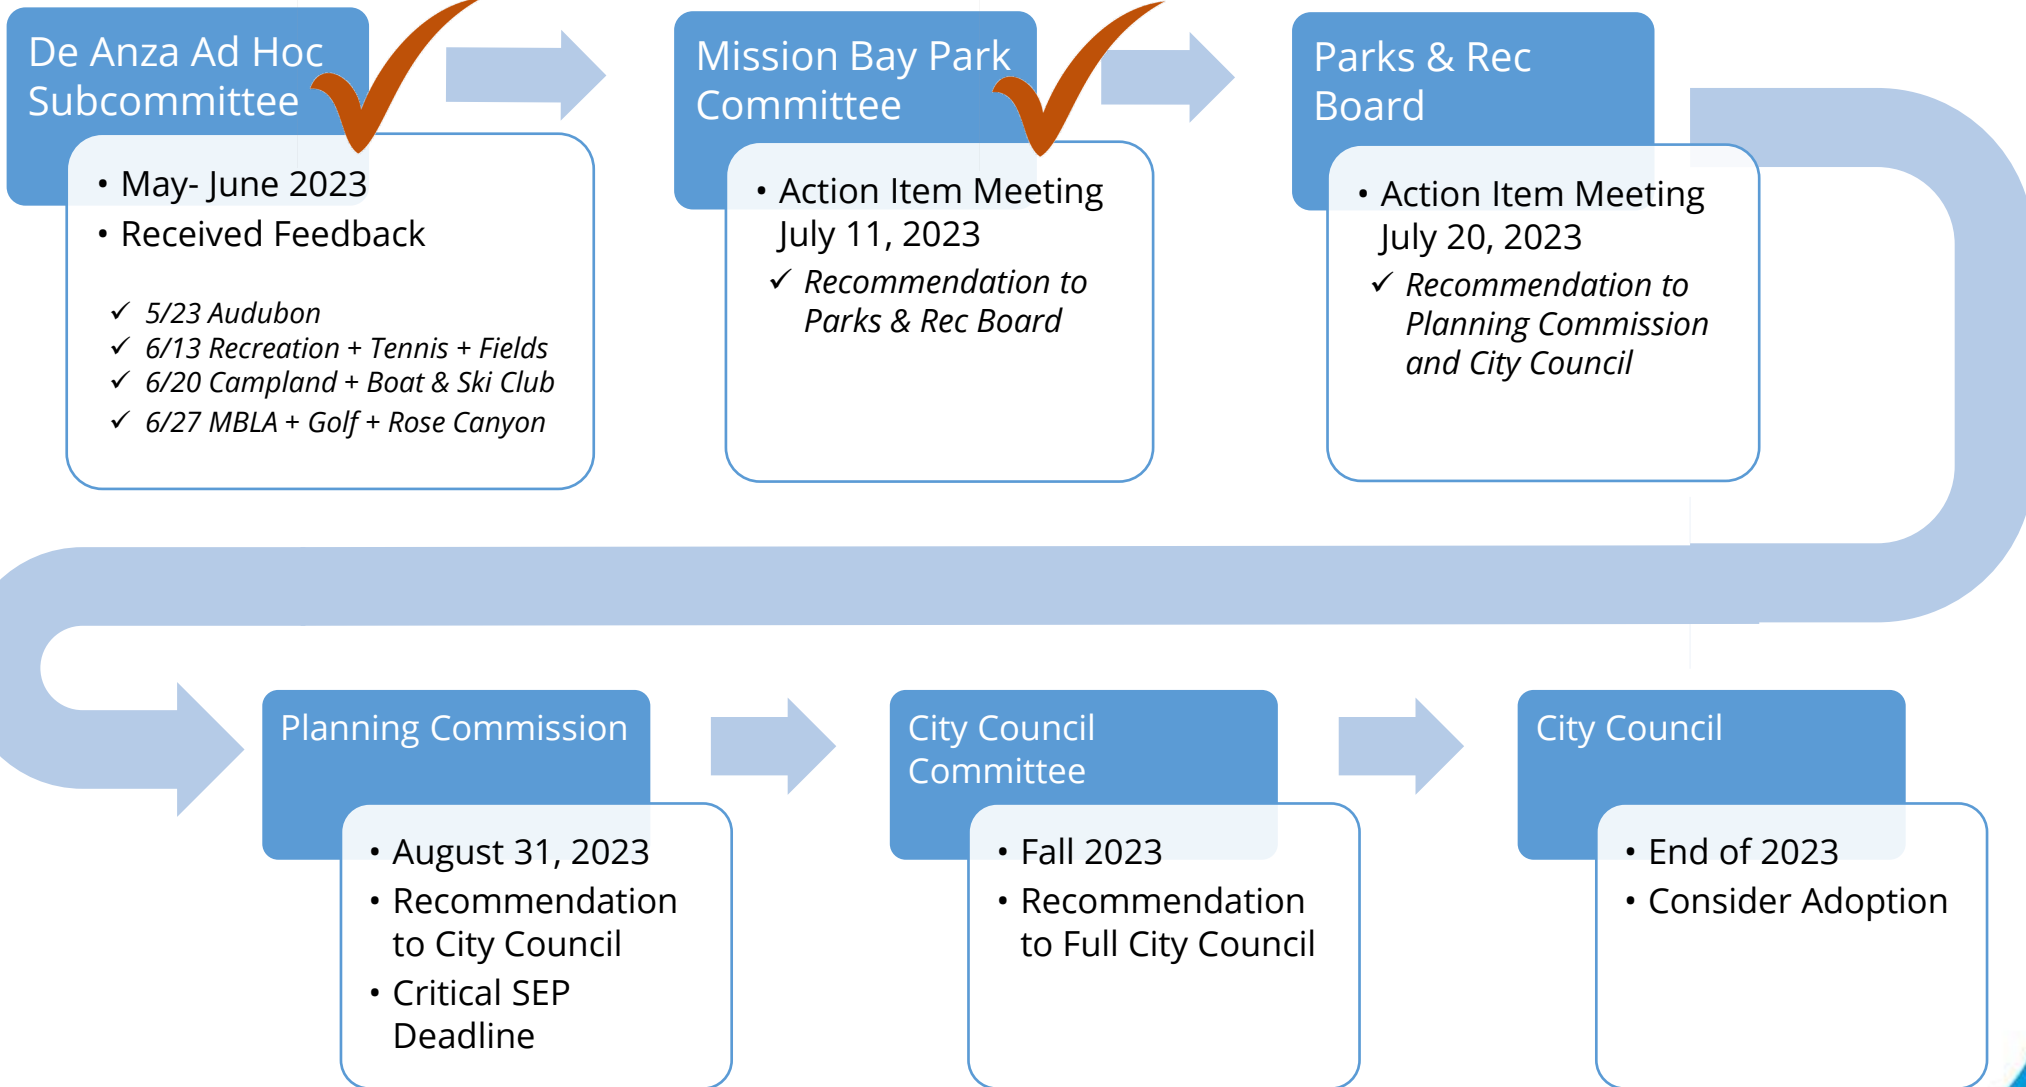 De Anza Ad Hoc
Subcommittee
• May- June 2023
• Received Feedback
✓ 5/23 Audubon
✓ 6/13 Recreation + Tennis + Fields
✓ 6/20 Campland + Boat & Ski Club
✓ 6/27 MBLA + Golf + Rose Canyon
Mission Bay Park
Committee
• Action Item Meeting
July 11, 2023
✓ Recommendation to
Parks & Rec Board
Parks & Rec
Board
• Action Item Meeting
July 20, 2023
✓ Recommendation to
Planning Commission
and City Council
Planning Commission
• August 31, 2023
• Recommendation
to City Council
• Critical SEP
Deadline
City Council
Committee
• Fall 2023
• Recommendation
to Full City Council
City Council
• End of 2023
• Consider Adoption